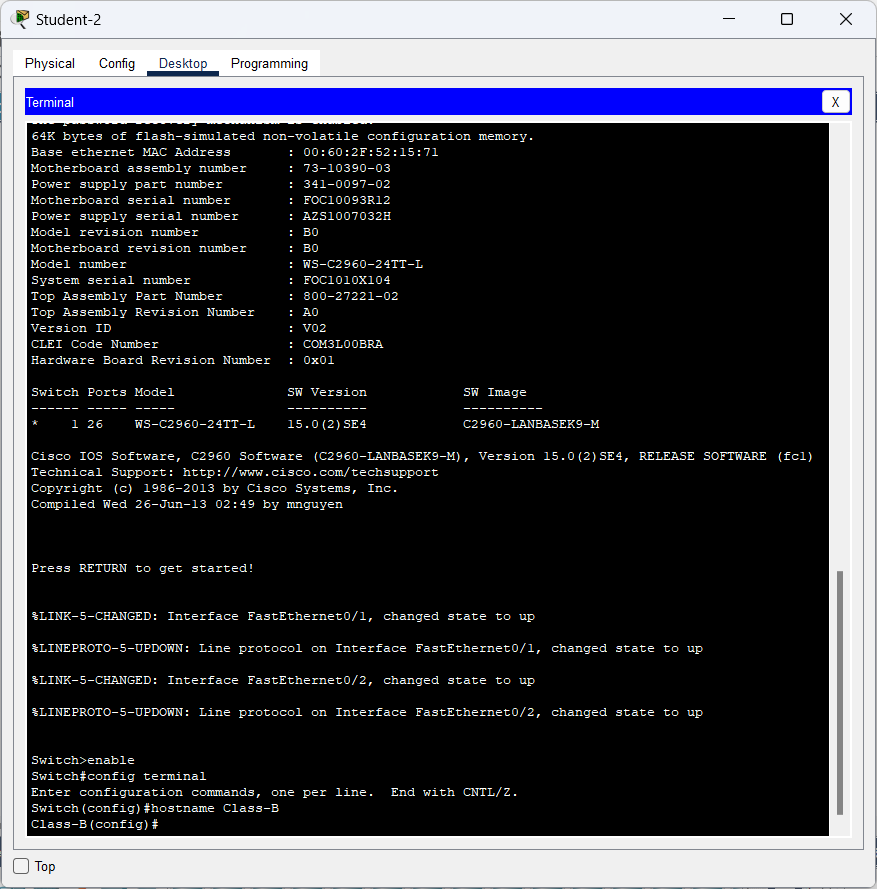 Student-2
Physical Config Desktop Programming
Terminal
X
64K bytes of flash-simulated non-volatile configuration memory.
Base ethernet MAC Address : 00:60:2F:52:15:71
Motherboard assembly number : 73-10390-03
Power supply part number : 341-0097-02
Motherboard serial number : FOC10093R12
Power supply serial number : AZS1007032H
Model revision number : B0
Motherboard revision number : B0
Model number : WS-C2960-24TT-L
System serial number : FOC1010X104
Top Assembly Part Number : 800-27221-02
Top Assembly Revision Number : A0
Version ID : V02
CLEI Code Number : COM3L00BRA
Hardware Board Revision Number : 0x01
Switch Ports Model SW Version SW Image
------ ----- ----- ---------- ----------
* 1 26 WS-C2960-24TT-L 15.0(2)SE4 C2960-LANBASEK9-M
Cisco IOS Software, C2960 Software (C2960-LANBASEK9-M), Version 15.0(2)SE4, RELEASE SOFTWARE (fc1)
Technical Support: http://www.cisco.com/techsupport
Copyright (c) 1986-2013 by Cisco Systems, Inc.
Compiled Wed 26-Jun-13 02:49 by mnguyen
Press RETURN to get started!
%LINK-5-CHANGED: Interface FastEthernet0/1, changed state to up
%LINEPROTO-5-UPDOWN: Line protocol on Interface FastEthernet0/1, changed state to up
%LINK-5-CHANGED: Interface FastEthernet0/2, changed state to up
%LINEPROTO-5-UPDOWN: Line protocol on Interface FastEthernet0/2, changed state to up
Switch>enable
Switch#config terminal
Enter configuration commands, one per line. End with CNTL/Z.
Switch(config)#hostname Class-B
Class-B(config)#
Top